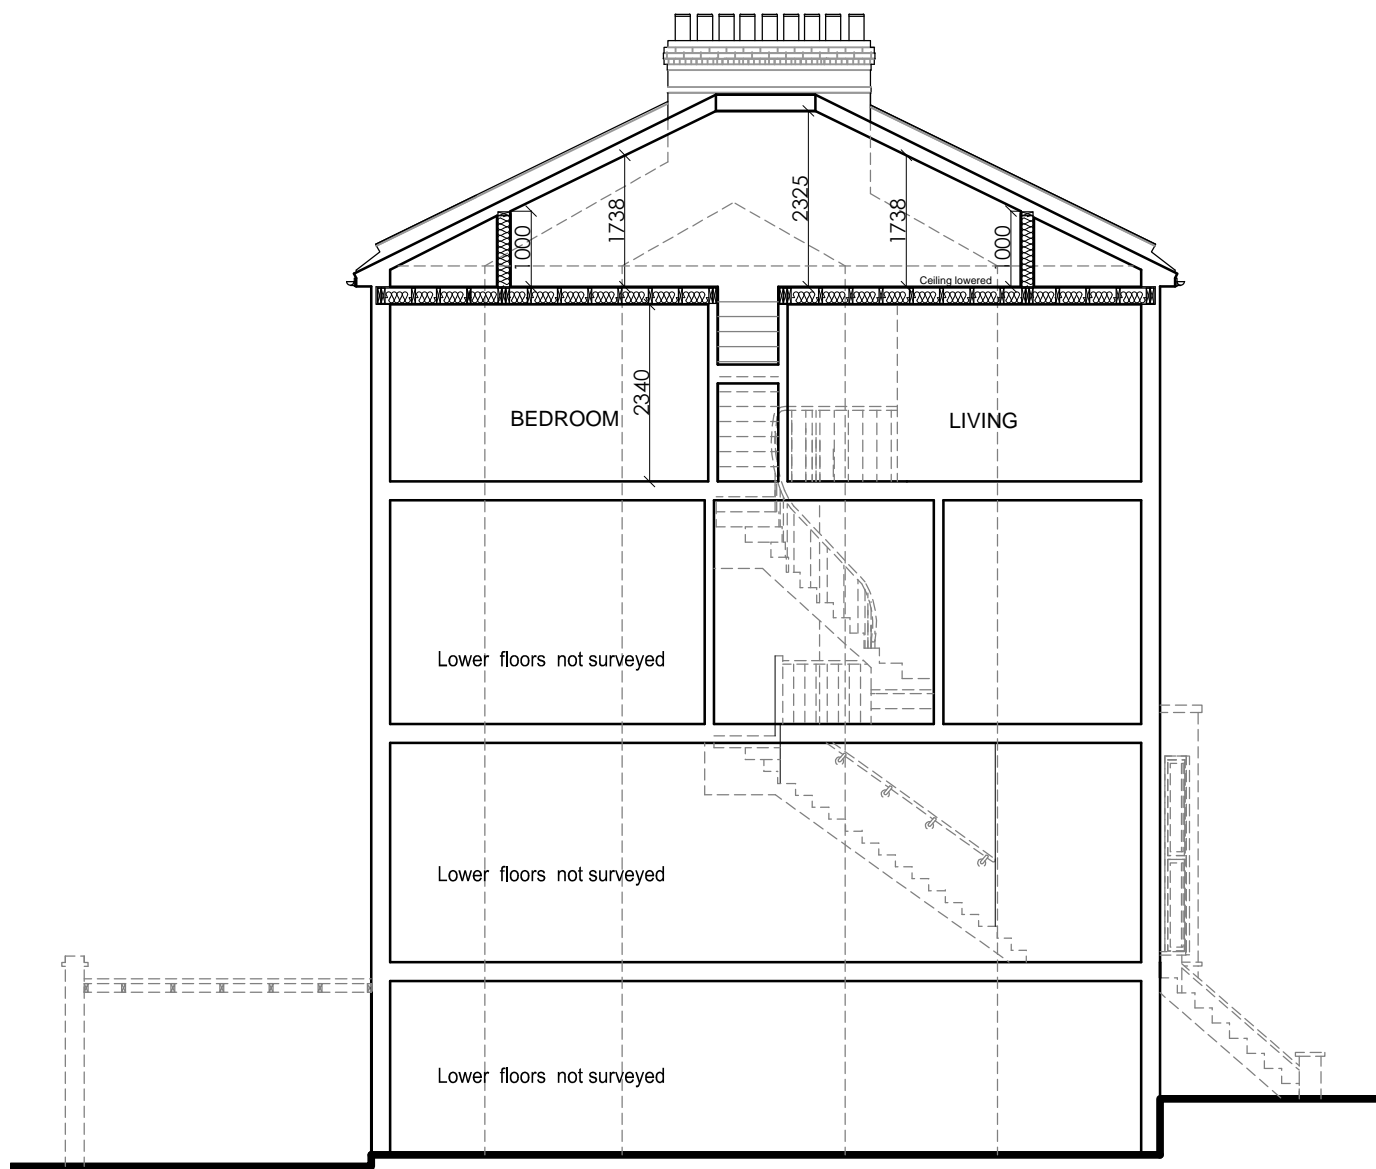 2325
1738
1738
1000
1000
Ceiling lowered
2340
BEDROOM
LIVING
Lower floors not surveyed
Lower floors not surveyed
Lower floors not surveyed